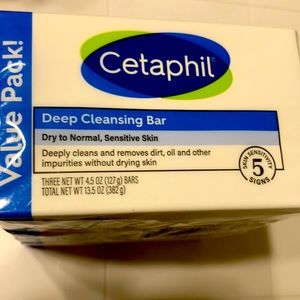 Value Pack!
Cetaphil®
Deep Cleansing Bar
Dry to Normal, Sensitive Skin
Deeply cleans and removes dirt, oil and other
impurities without drying skin
SKIN SENSITIVITY
5
SIGNS
THREE NET WT 4.5 OZ (127g) BARS
TOTAL NET WT 13.5 OZ (382g)